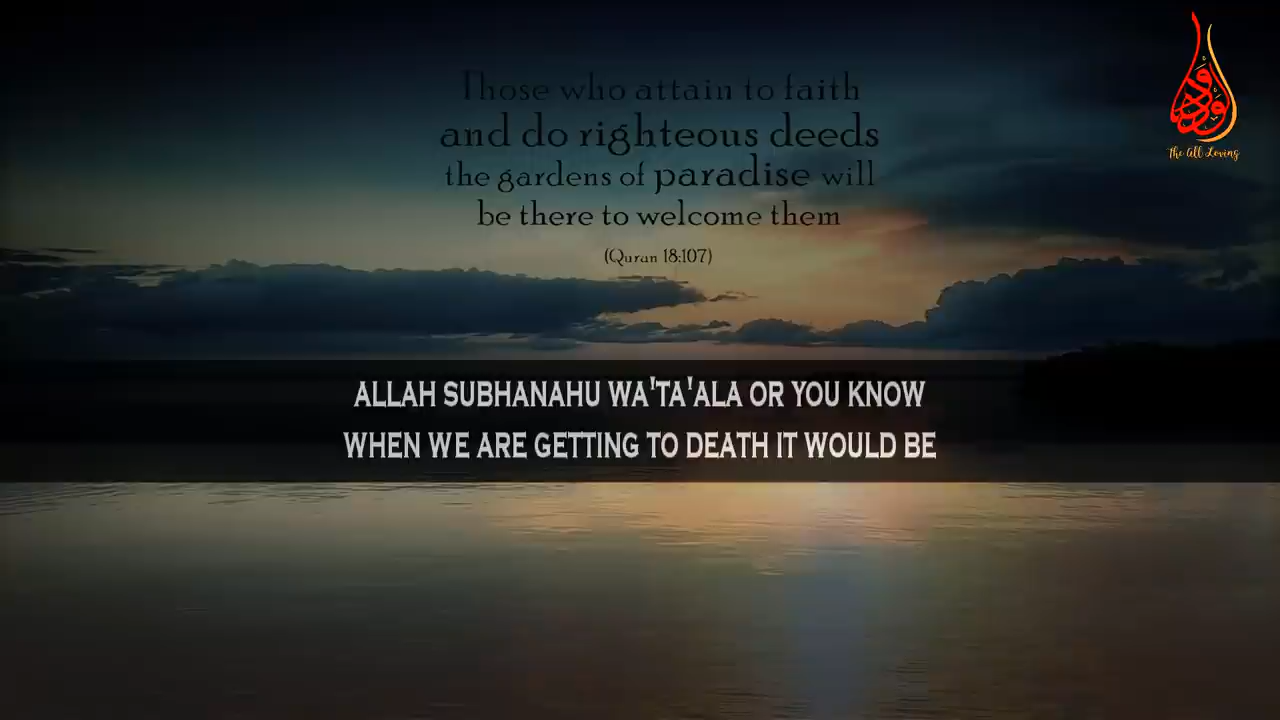 Those who attain to faith
and do righteous deeds
the gardens of paradise will
be there to welcome them
(Quran 18:107)
The All Loving
ALLAH SUBHANAHU WA'TA'ALA OR YOU KNOW
WHEN WE ARE GETTING TO DEATH IT WOULD BE